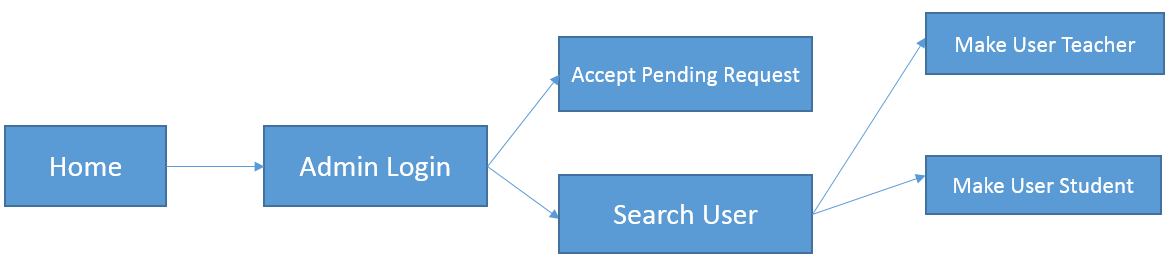 Home
Admin Login
Accept Pending Request
Search User
Make User Teacher
Make User Student